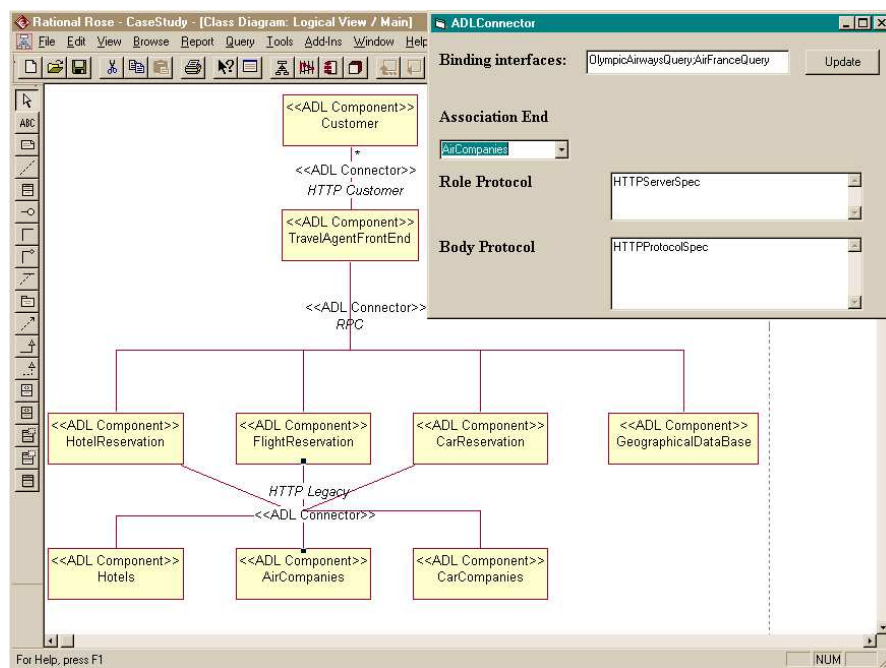 Rational Rose - CaseStudy - [Class Diagram: Logical View / Main]
File Edit View Browse Report Query Tools Add-Ins Window Help
ABC
<<ADL Component>>
Customer
*
<<ADL Connector>>
HTTP Customer
<<ADL Component>>
TravelAgentFrontEnd
<<ADL Connector>>
RPC
<<ADL Component>>
HotelReservation
<<ADL Component>>
FlightReservation
<<ADL Component>>
CarReservation
<<ADL Component>>
GeographicalDataBase
HTTP Legacy
<<ADL Connector>>
<<ADL Component>>
Hotels
<<ADL Component>>
AirCompanies
<<ADL Component>>
CarCompanies
ADLConnector
Binding interfaces: OlympicAirwaysQuery;AirFranceQuery Update
Association End
AirCompanies
Role Protocol HTTPServerSpec
Body Protocol HTTPProtocolSpec
For Help, press F1 NUM